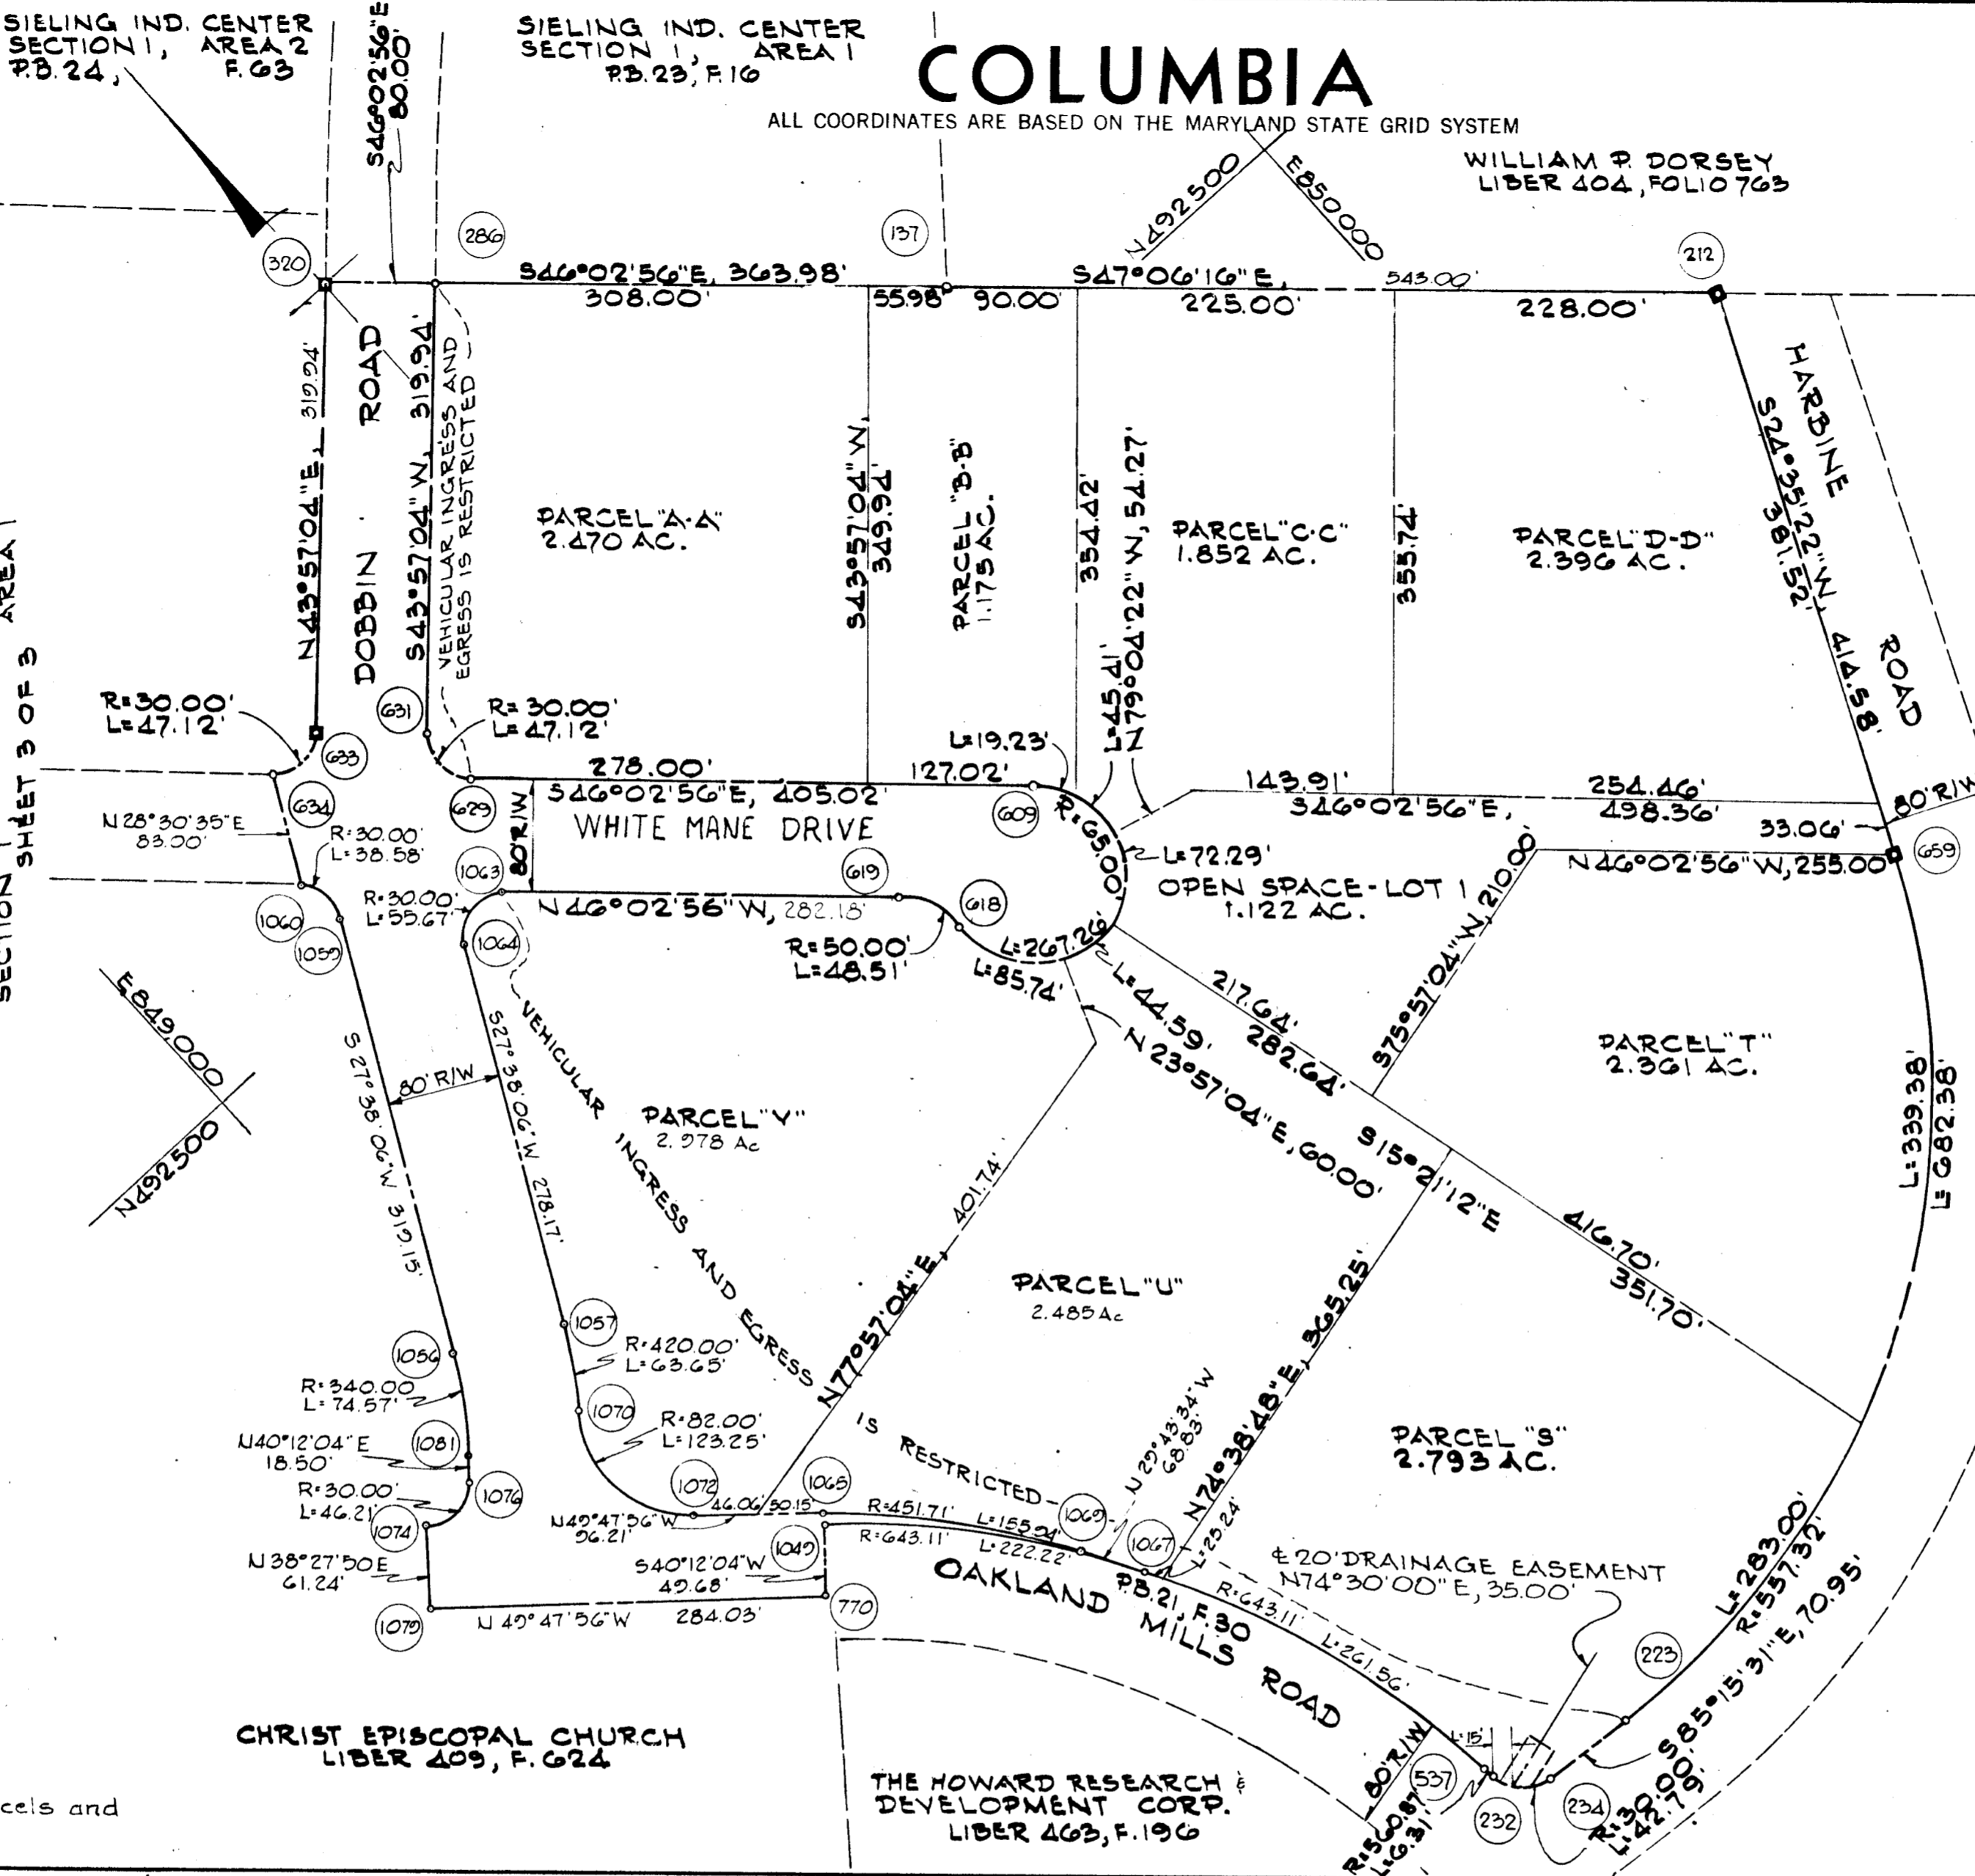 SIELING IND. CENTER
SECTION 1, AREA 2
P.B. 24, F. 63
S46°02'56"E
80.00'
SIELING IND. CENTER
SECTION 1, AREA 1
P.B. 23, F. 16
COLUMBIA
ALL COORDINATES ARE BASED ON THE MARYLAND STATE GRID SYSTEM
WILLIAM P. DORSEY
LIBER 404, FOLIO 763
N492500
E850000
320
286
137
212
S46°02'56"E, 363.98'
308.00'
55.98'
90.00'
S47°06'16"E,
543.00'
225.00'
228.00'
N43°57'04"E, 319.94'
DOBBIN ROAD
S43°57'04"W, 319.94'
VEHICULAR INGRESS AND
EGRESS IS RESTRICTED
PARCEL "A-A"
2.470 AC.
S43°57'04"W,
349.94'
PARCEL "B-B"
1.175 AC.
354.42'
N79°04'22"W, 54.27'
L=45.41'
PARCEL "C-C"
1.852 AC.
355.74'
PARCEL "D-D"
2.396 AC.
HARBINE ROAD
S24°35'22"W, 414.58'
381.52'
AREA 1
SECTION 1
SHEET 3 OF 3
R=30.00'
L=47.12'
633
634
631
R=30.00'
L=47.12'
629
278.00'
127.02'
L=19.23'
S46°02'56"E, 405.02'
WHITE MANE DRIVE
80'R/W
609
R=65.00'
143.91'
254.46'
S46°02'56"E, 498.36'
80'R/W
33.06'
N46°02'56"W, 255.00'
659
N28°30'35"E
83.00'
R=30.00'
L=38.58'
1060
1059
1063
R=30.00'
L=55.67'
1064
N46°02'56"W, 282.18'
619
618
R=50.00'
L=48.51'
L=72.29'
OPEN SPACE-LOT 1
1.122 AC.
L=267.26'
L=85.74'
L=44.59'
N23°57'04"E, 60.00'
217.64'
282.64'
S75°57'04"W, 210.00'
S15°21'12"E
416.70'
351.70'
PARCEL "T"
2.361 AC.
L=339.38'
L=682.38'
E849,000
N492500
S27°38'06"W 319.15'
80'R/W
S27°38'06"W 278.17'
VEHICULAR INGRESS AND EGRESS IS RESTRICTED
PARCEL "Y"
2.978 Ac
N77°57'04"E, 401.74'
PARCEL "U"
2.485 Ac
N74°38'48"E, 365.25'
PARCEL "S"
2.793 AC.
1056
1057
R=420.00'
L=63.65'
R=340.00
L=74.57'
1081
1070
R=82.00'
L=123.25'
N40°12'04"E
18.50'
1076
R=30.00'
L=46.21'
1074
N38°27'50E
61.24'
1079
N49°47'56"W 284.03'
1072
46.06'
50.15'
N49°47'56"W
96.21'
1065
S40°12'04"W
49.68'
1049
770
R=451.71' L=155.94'
R=643.11' L=222.22'
1069
N29°43'34"W
68.83'
1067
L=25.24'
OAKLAND MILLS ROAD
P.B. 21, F. 30
R=643.11' L=261.56'
℄ 20' DRAINAGE EASEMENT
N74°30'00"E, 35.00'
L=283.00'
R=557.32'
223
S85°15'31"E, 70.95'
L=15'
80'R/W
537
232
234
R=30.00'
L=42.79'
R=560.87'
L=6.31'
CHRIST EPISCOPAL CHURCH
LIBER 409, F. 624
THE HOWARD RESEARCH &
DEVELOPMENT CORP.
LIBER 463, F. 196
cels and